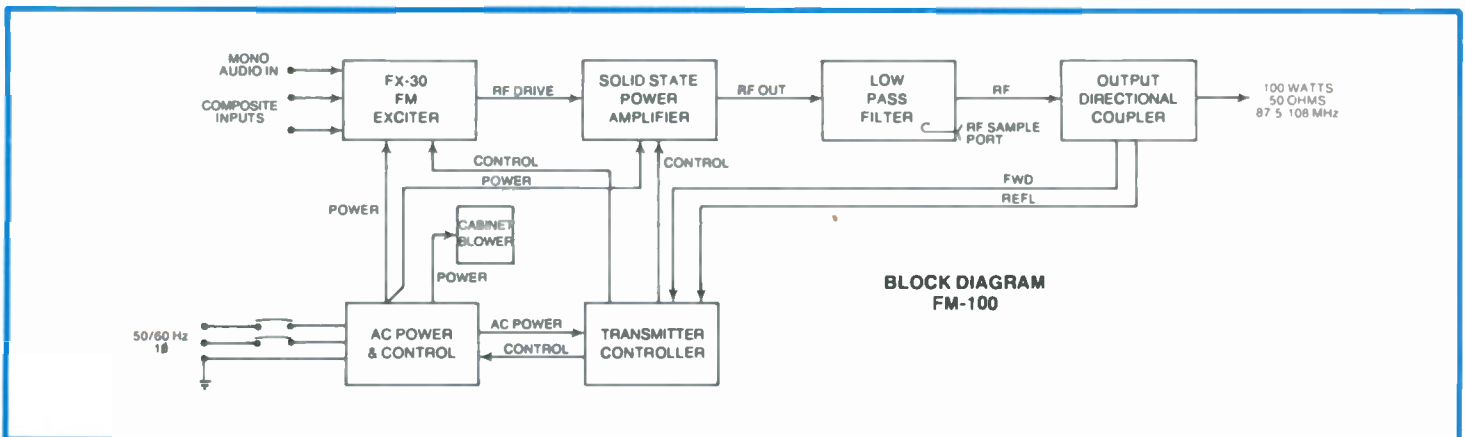 MONO
AUDIO IN
COMPOSITE
INPUTS
FX-30
FM
EXCITER
RF DRIVE
SOLID STATE
POWER
AMPLIFIER
RF OUT
LOW
PASS
FILTER
RF SAMPLE
PORT
RF
OUTPUT
DIRECTIONAL
COUPLER
100 WATTS
50 OHMS
87 5 108 MHz
CONTROL
POWER
CONTROL
FWD
REFL
POWER
CABINET
BLOWER
POWER
BLOCK DIAGRAM
FM-100
50/60 Hz
1Ø
AC POWER
& CONTROL
AC POWER
CONTROL
TRANSMITTER
CONTROLLER